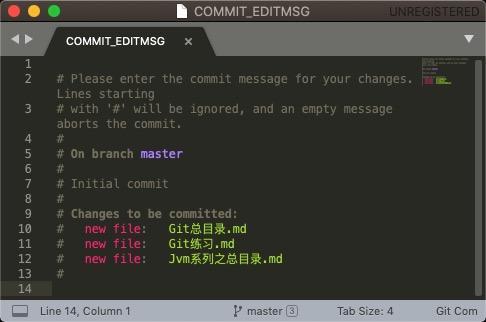 COMMIT_EDITMSG
UNREGISTERED
COMMIT_EDITMSG ×
1
2 # Please enter the commit message for your changes.
Lines starting
3 # with '#' will be ignored, and an empty message
aborts the commit.
4 #
5 # On branch master
6 #
7 # Initial commit
8 #
9 # Changes to be committed:
10 # new file: Git总目录.md
11 # new file: Git练习.md
12 # new file: Jvm系列之总目录.md
13 #
14
Line 14, Column 1
master 3
Tab Size: 4
Git Com